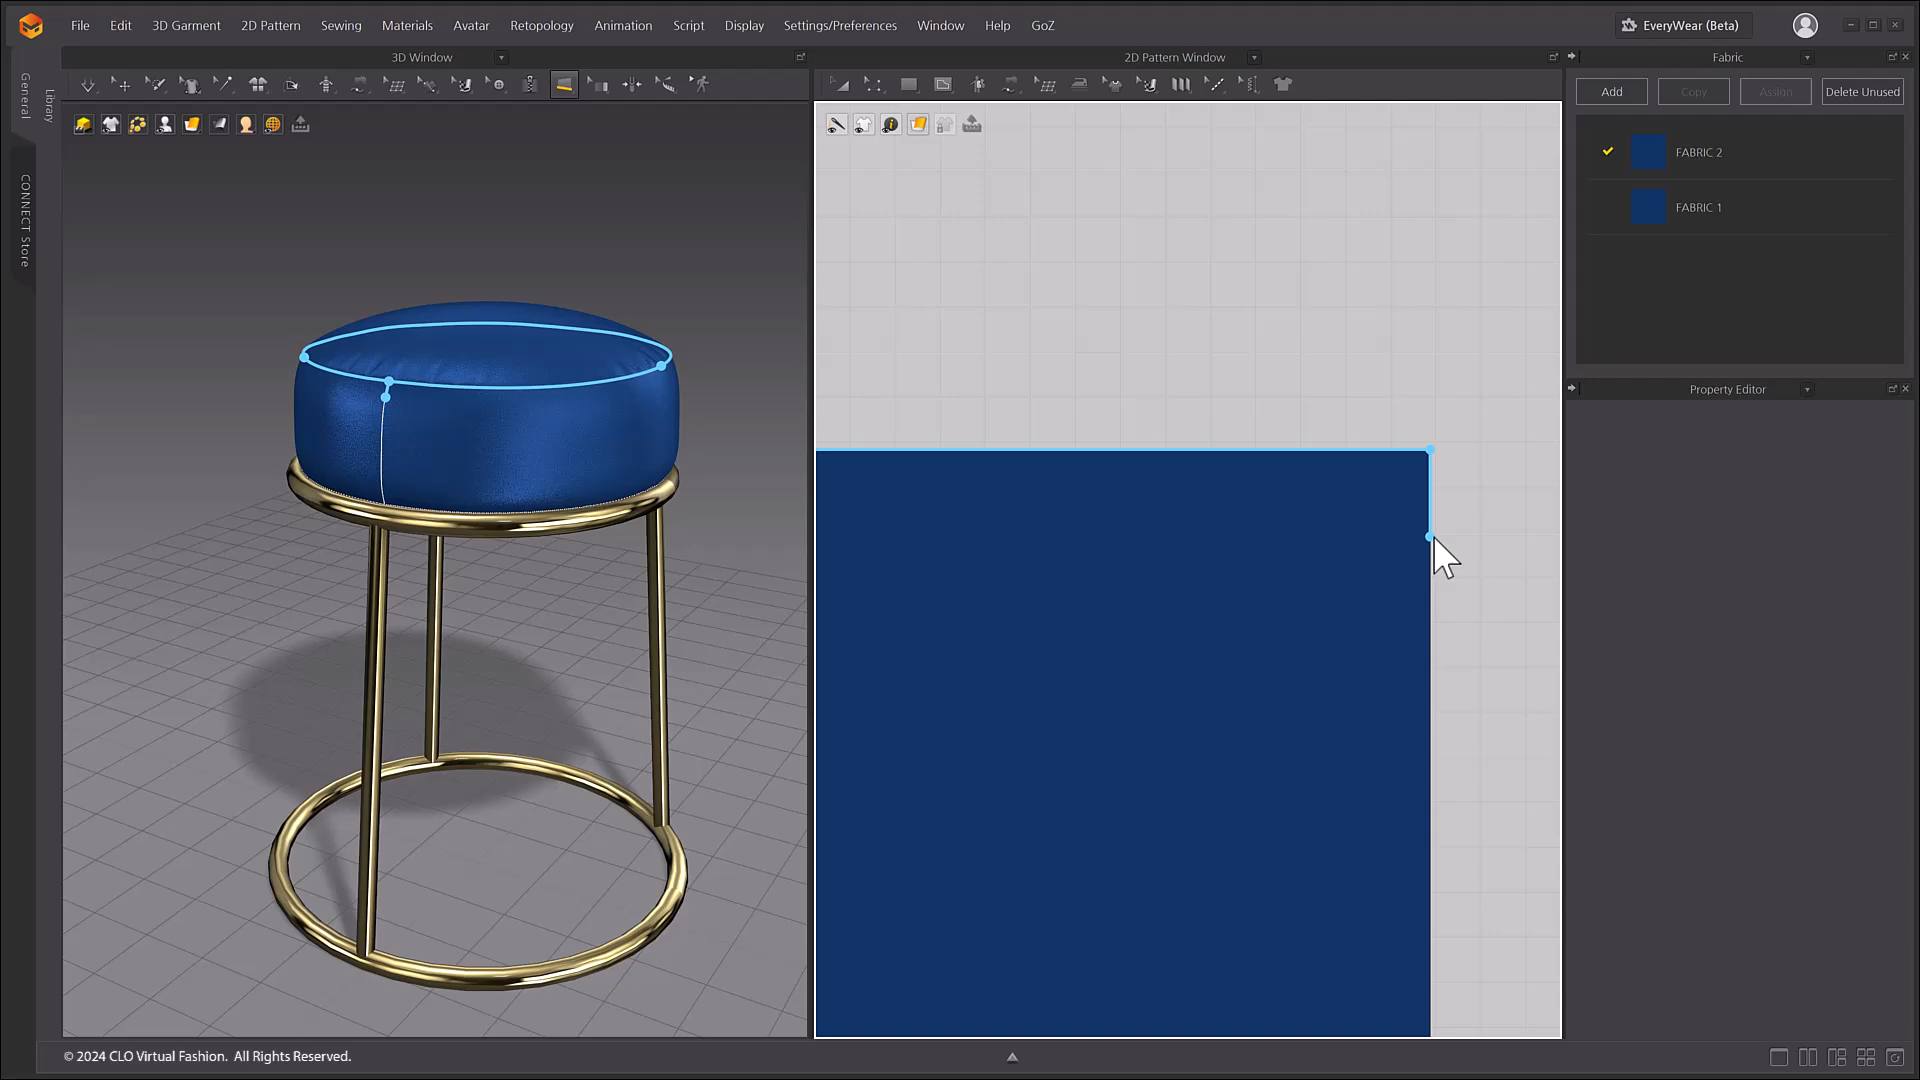 File Edit 3D Garment 2D Pattern Sewing Materials Avatar Retopology Animation Script Display Settings/Preferences Window Help GoZ EveryWear (Beta)
3D Window 2D Pattern Window Fabric
General
Library
CONNECT Store
Add Copy Assign Delete Unused
FABRIC 2
FABRIC 1
Property Editor
© 2024 CLO Virtual Fashion. All Rights Reserved.